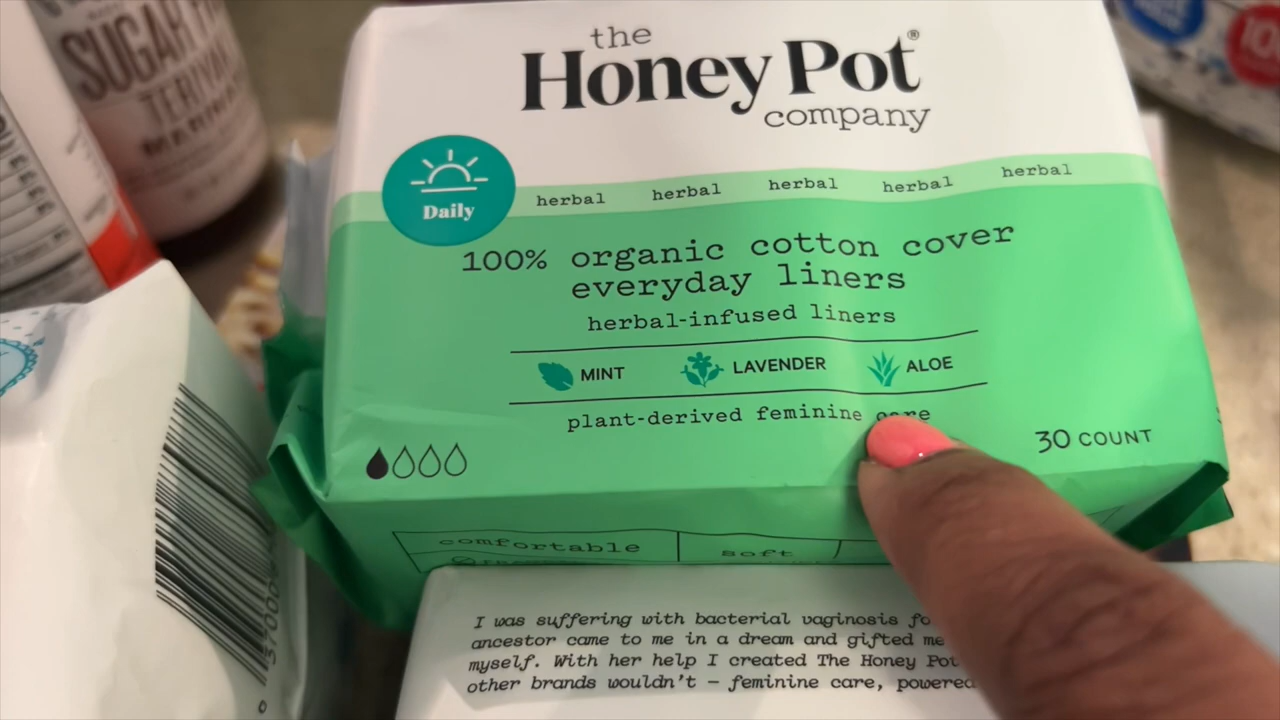 SUGAR
TERIYAKI
the
Honey Pot®
company
Daily
herbal herbal herbal herbal herbal
100% organic cotton cover
everyday liners
herbal-infused liners
MINT LAVENDER ALOE
plant-derived feminine care
30 COUNT
comfortable soft
I was suffering with bacterial vaginosis
ancestor came to me in a dream and gifted me
myself. With her help I created The Honey Pot
other brands wouldn't – feminine care, powered